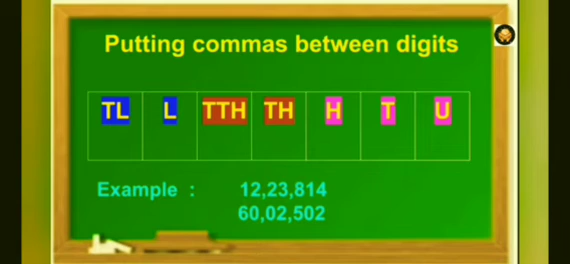 Putting commas between digits
TL L TTH TH H T U
Example : 12,23,814
60,02,502